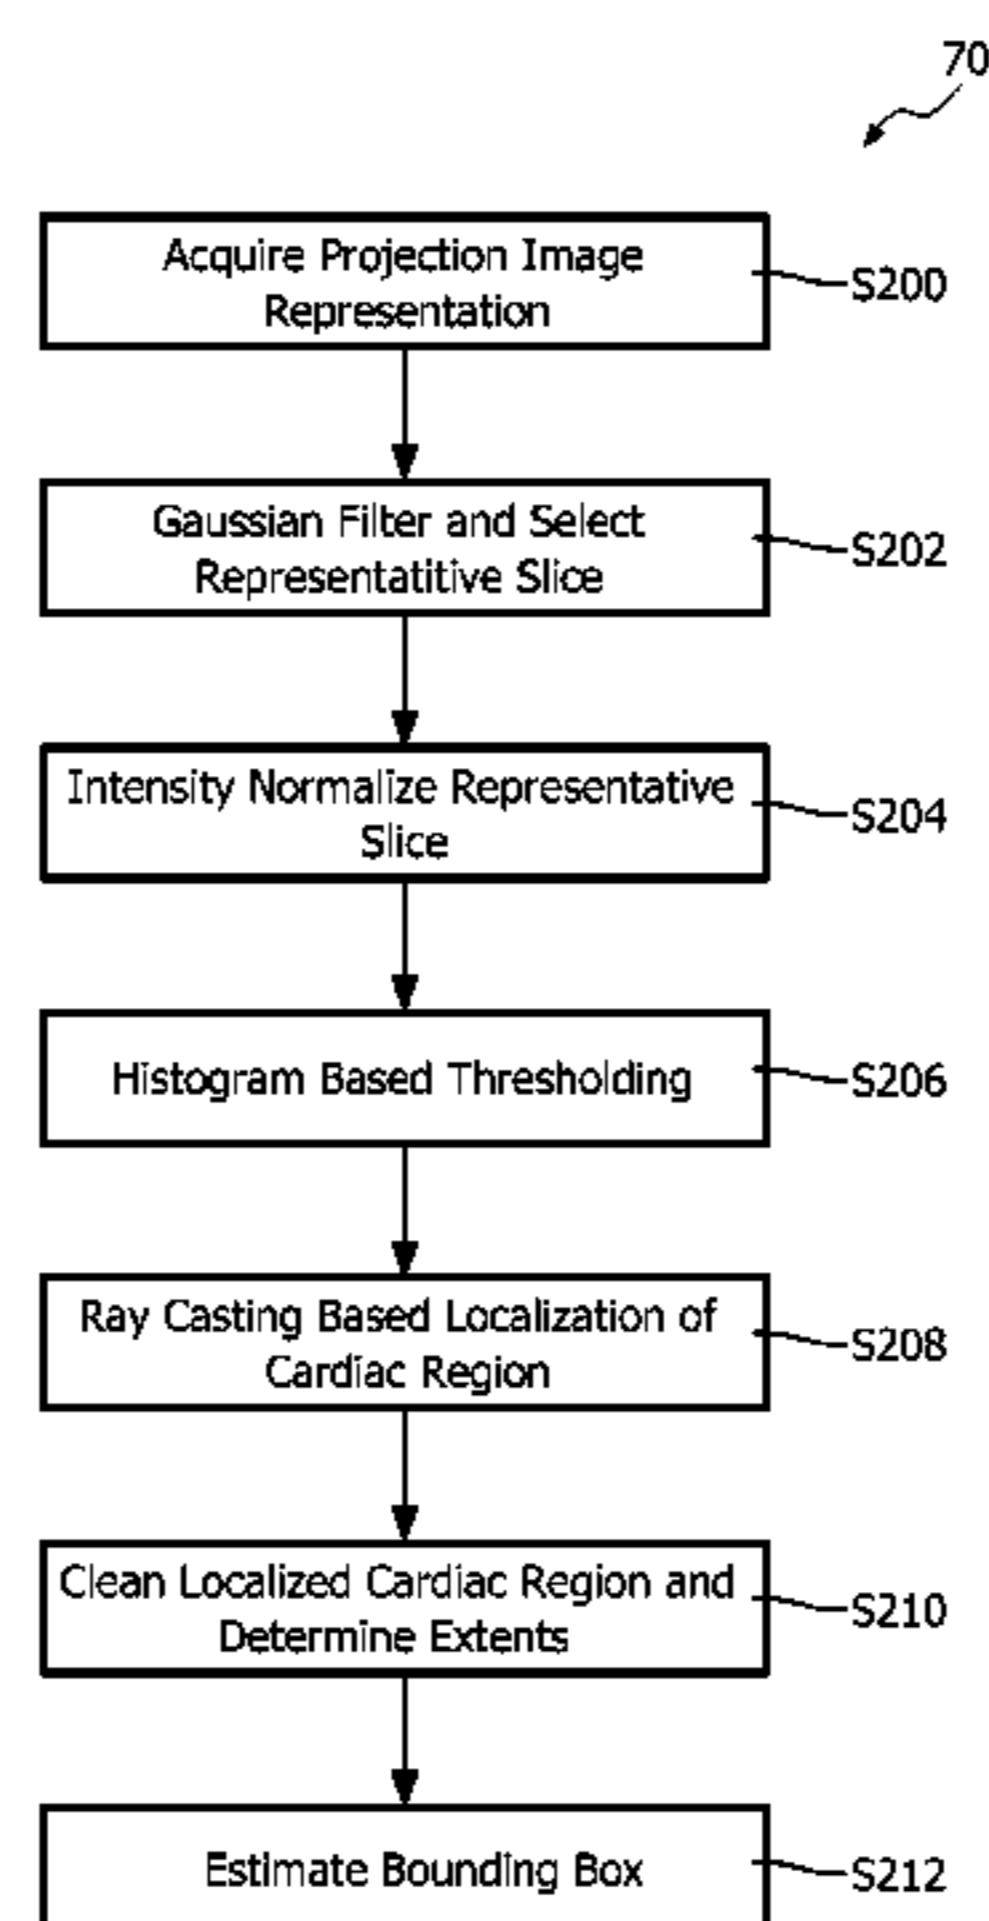 70
Acquire Projection Image
Representation
S200
Gaussian Filter and Select
Representatitive Slice
S202
Intensity Normalize Representative
Slice
S204
Histogram Based Thresholding
S206
Ray Casting Based Localization of
Cardiac Region
S208
Clean Localized Cardiac Region and
Determine Extents
S210
Estimate Bounding Box
S212